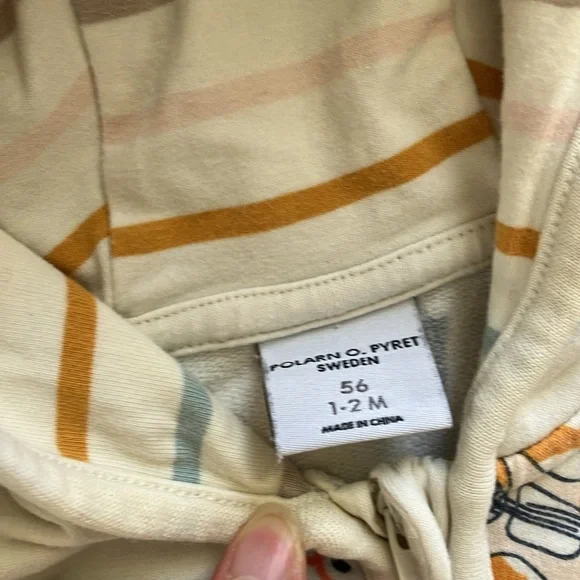 POLARN O. PYRET
SWEDEN
56
1-2 M
MADE IN CHINA